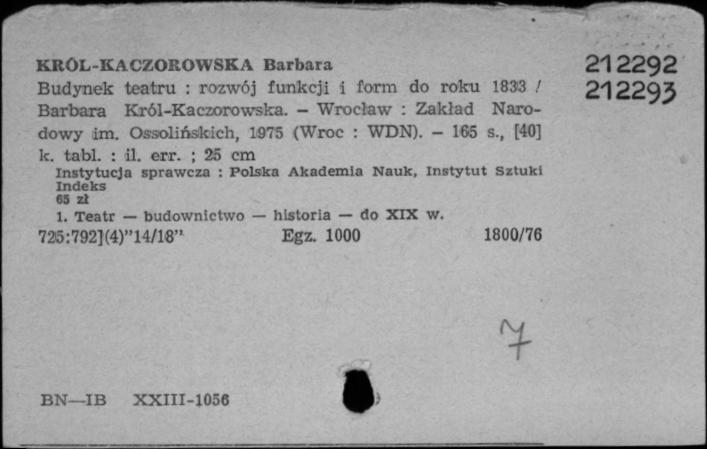 KRÓL-KACZOROWSKA Barbara
212292
Budynek teatru : rozwój funkcji i form do roku 1833 /
212293
Barbara Król-Kaczorowska. — Wrocław : Zakład Naro-
dowy im. Ossolińskich, 1975 (Wroc : WDN). — 165 s., [40]
k. tabl. : il. err. ; 25 cm
Instytucja sprawcza : Polska Akademia Nauk, Instytut Sztuki
Indeks
65 zł
1. Teatr — budownictwo — historia — do XIX w.
725:792](4)"14/18" Egz. 1000 1800/76
7
BN—IB XXIII-1056